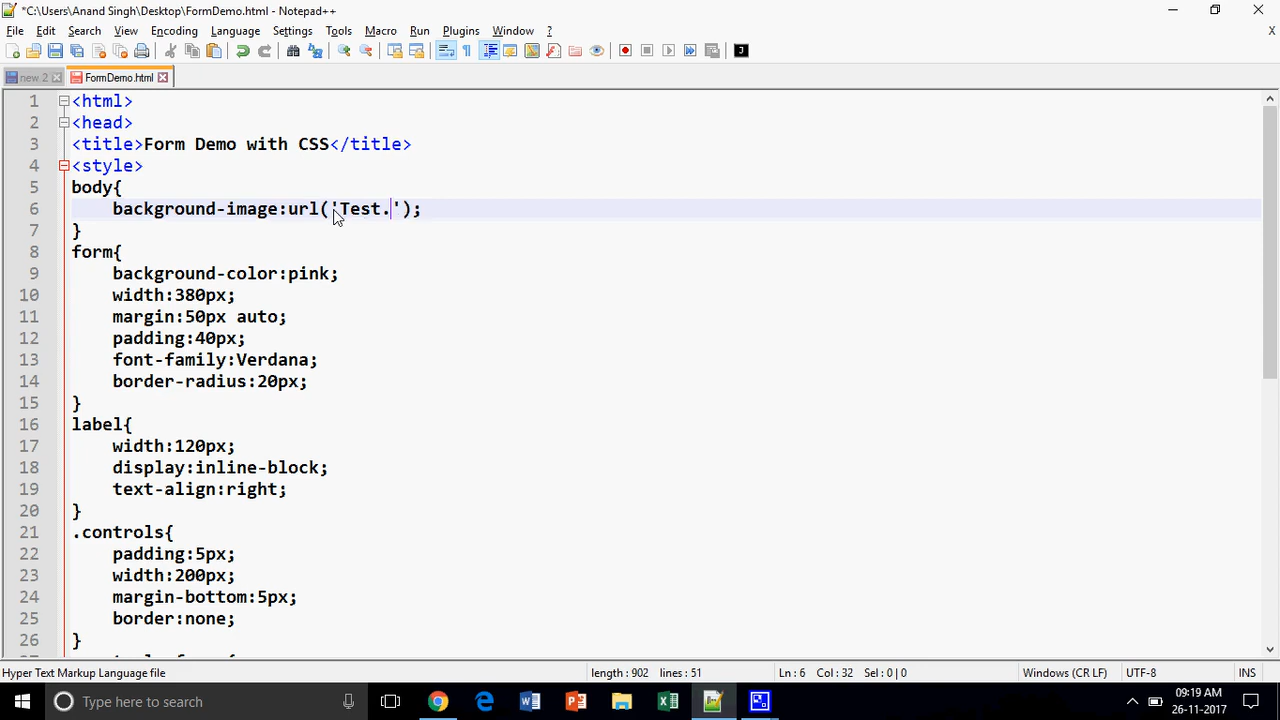 *C:\Users\Anand Singh\Desktop\FormDemo.html - Notepad++
File Edit Search View Encoding Language Settings Tools Macro Run Plugins Window ? X
new 2 FormDemo.html
1 <html>
2 <head>
3 <title>Form Demo with CSS</title>
4 <style>
5 body{
6 background-image:url('Test.');
7 }
8 form{
9 background-color:pink;
10 width:380px;
11 margin:50px auto;
12 padding:40px;
13 font-family:Verdana;
14 border-radius:20px;
15 }
16 label{
17 width:120px;
18 display:inline-block;
19 text-align:right;
20 }
21 .controls{
22 padding:5px;
23 width:200px;
24 margin-bottom:5px;
25 border:none;
26 }
Hyper Text Markup Language file length : 902 lines : 51 Ln : 6 Col : 32 Sel : 0 | 0 Windows (CR LF) UTF-8 INS
Type here to search 09:19 AM
26-11-2017